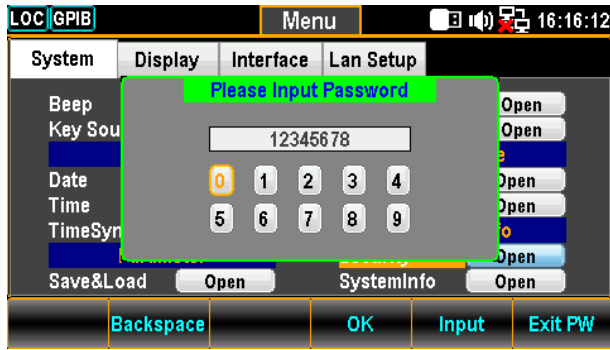 LOC GPIB Menu 16:16:12
System Display Interface Lan Setup
Please Input Password
Beep Open
Key Sou Open
12345678
Date 0 1 2 3 4 Open
Time Open
TimeSyn 5 6 7 8 9
Open
Save&Load Open SystemInfo Open
Backspace OK Input Exit PW